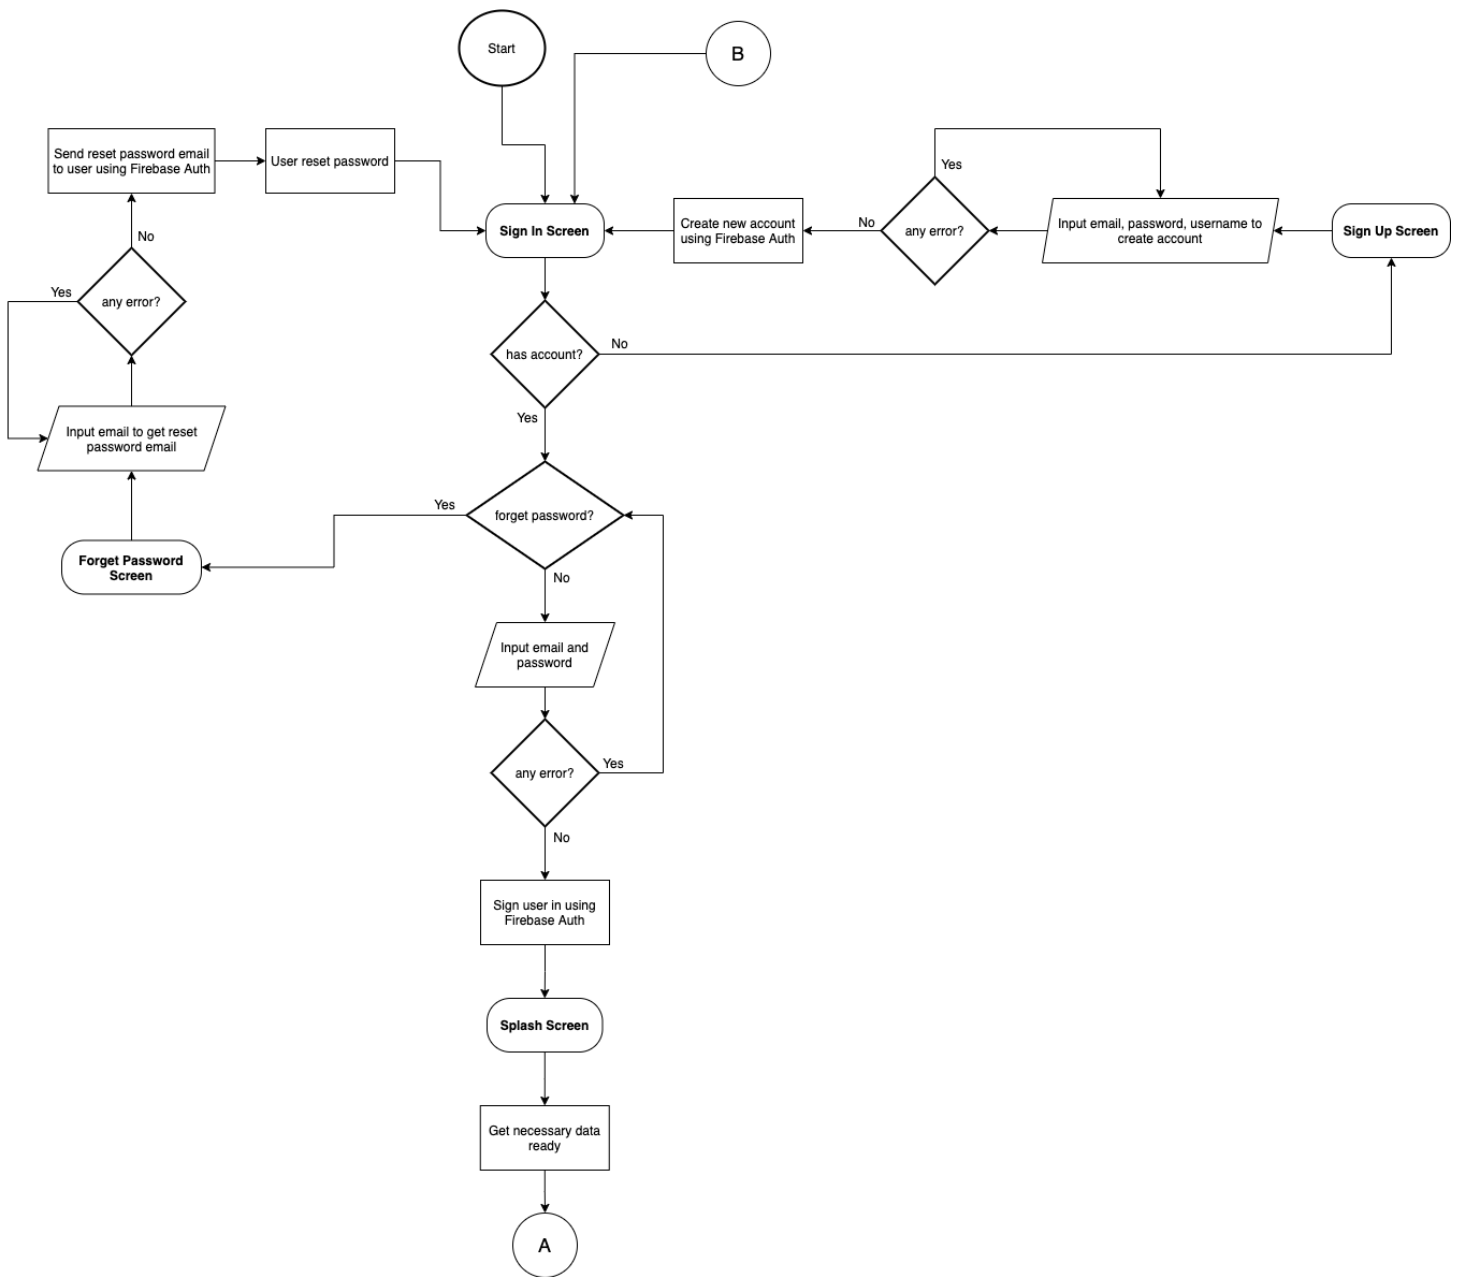 Start
B
Send reset password email
to user using Firebase Auth
User reset password
Yes
Sign In Screen
Create new account
using Firebase Auth
No
any error?
Input email, password, username to
create account
Sign Up Screen
No
Yes
any error?
has account?
No
Yes
Input email to get reset
password email
Yes
forget password?
Forget Password
Screen
No
Input email and
password
any error?
Yes
No
Sign user in using
Firebase Auth
Splash Screen
Get necessary data
ready
A